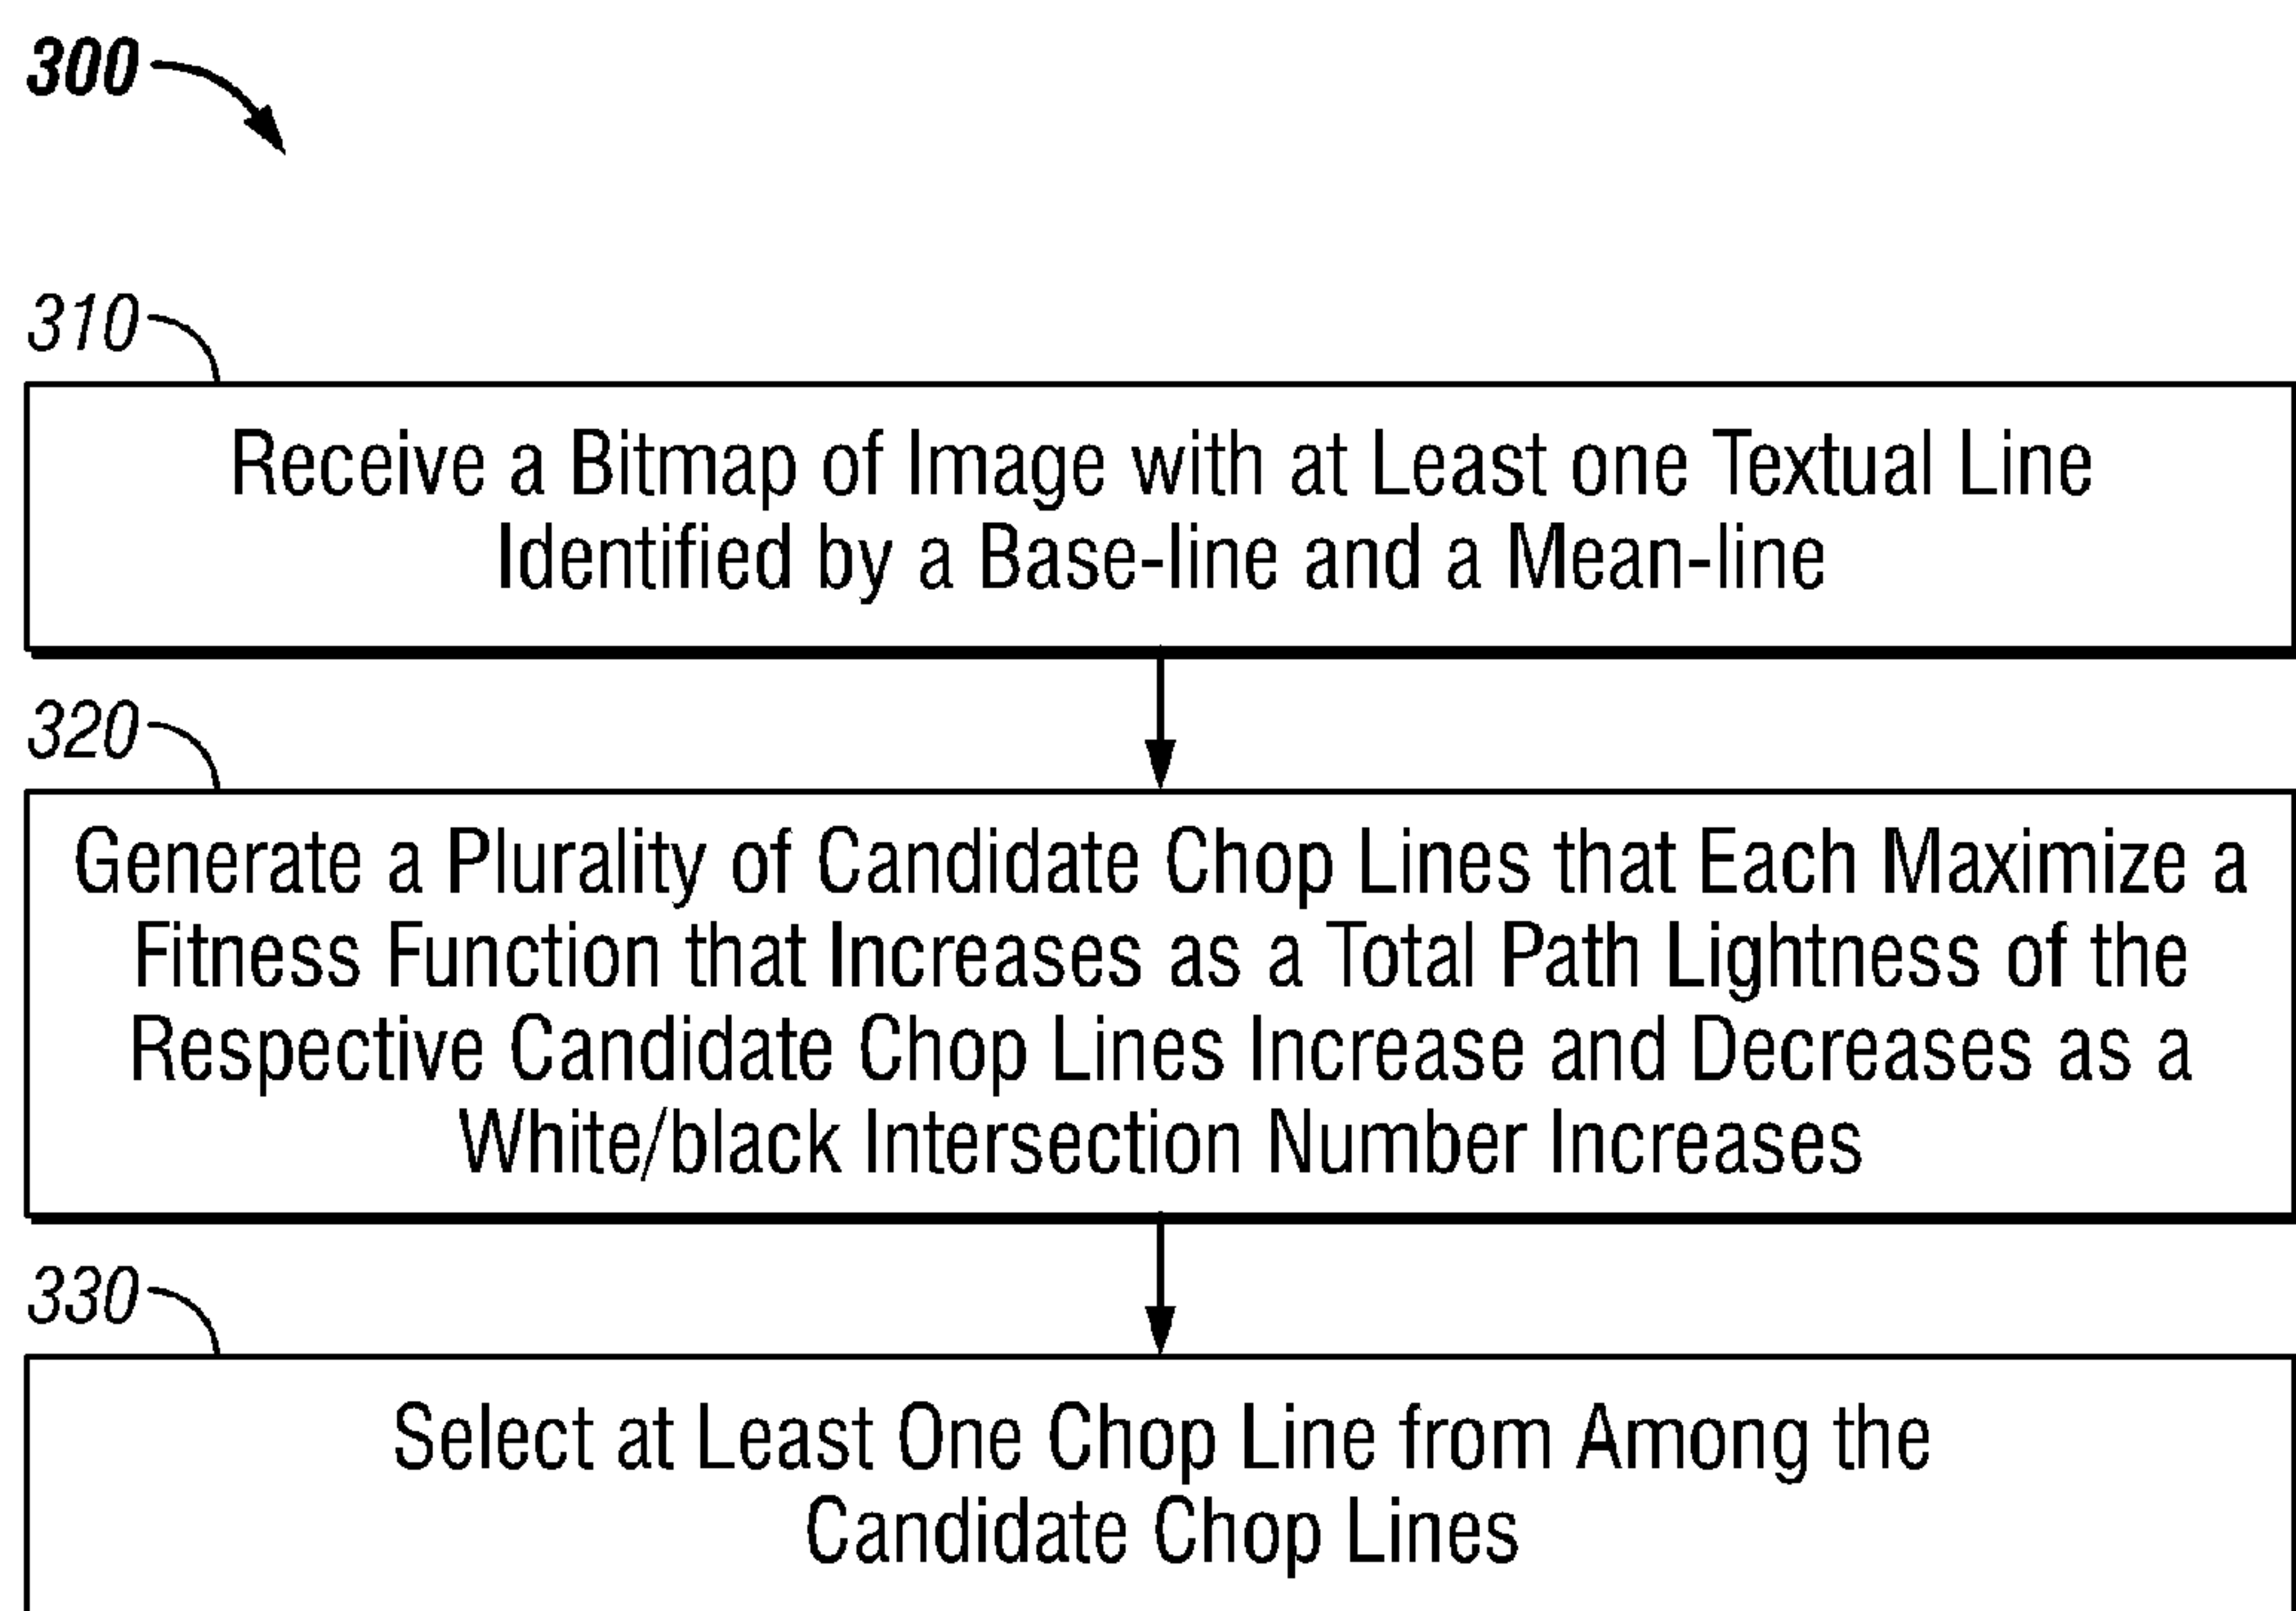 300
310
Receive a Bitmap of Image with at Least one Textual Line
Identified by a Base-line and a Mean-line
320
Generate a Plurality of Candidate Chop Lines that Each Maximize a
Fitness Function that Increases as a Total Path Lightness of the
Respective Candidate Chop Lines Increase and Decreases as a
White/black Intersection Number Increases
330
Select at Least One Chop Line from Among the
Candidate Chop Lines